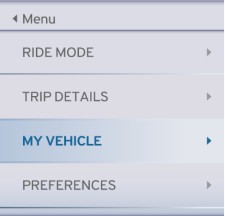 Menu
RIDE MODE
TRIP DETAILS
MY VEHICLE
PREFERENCES